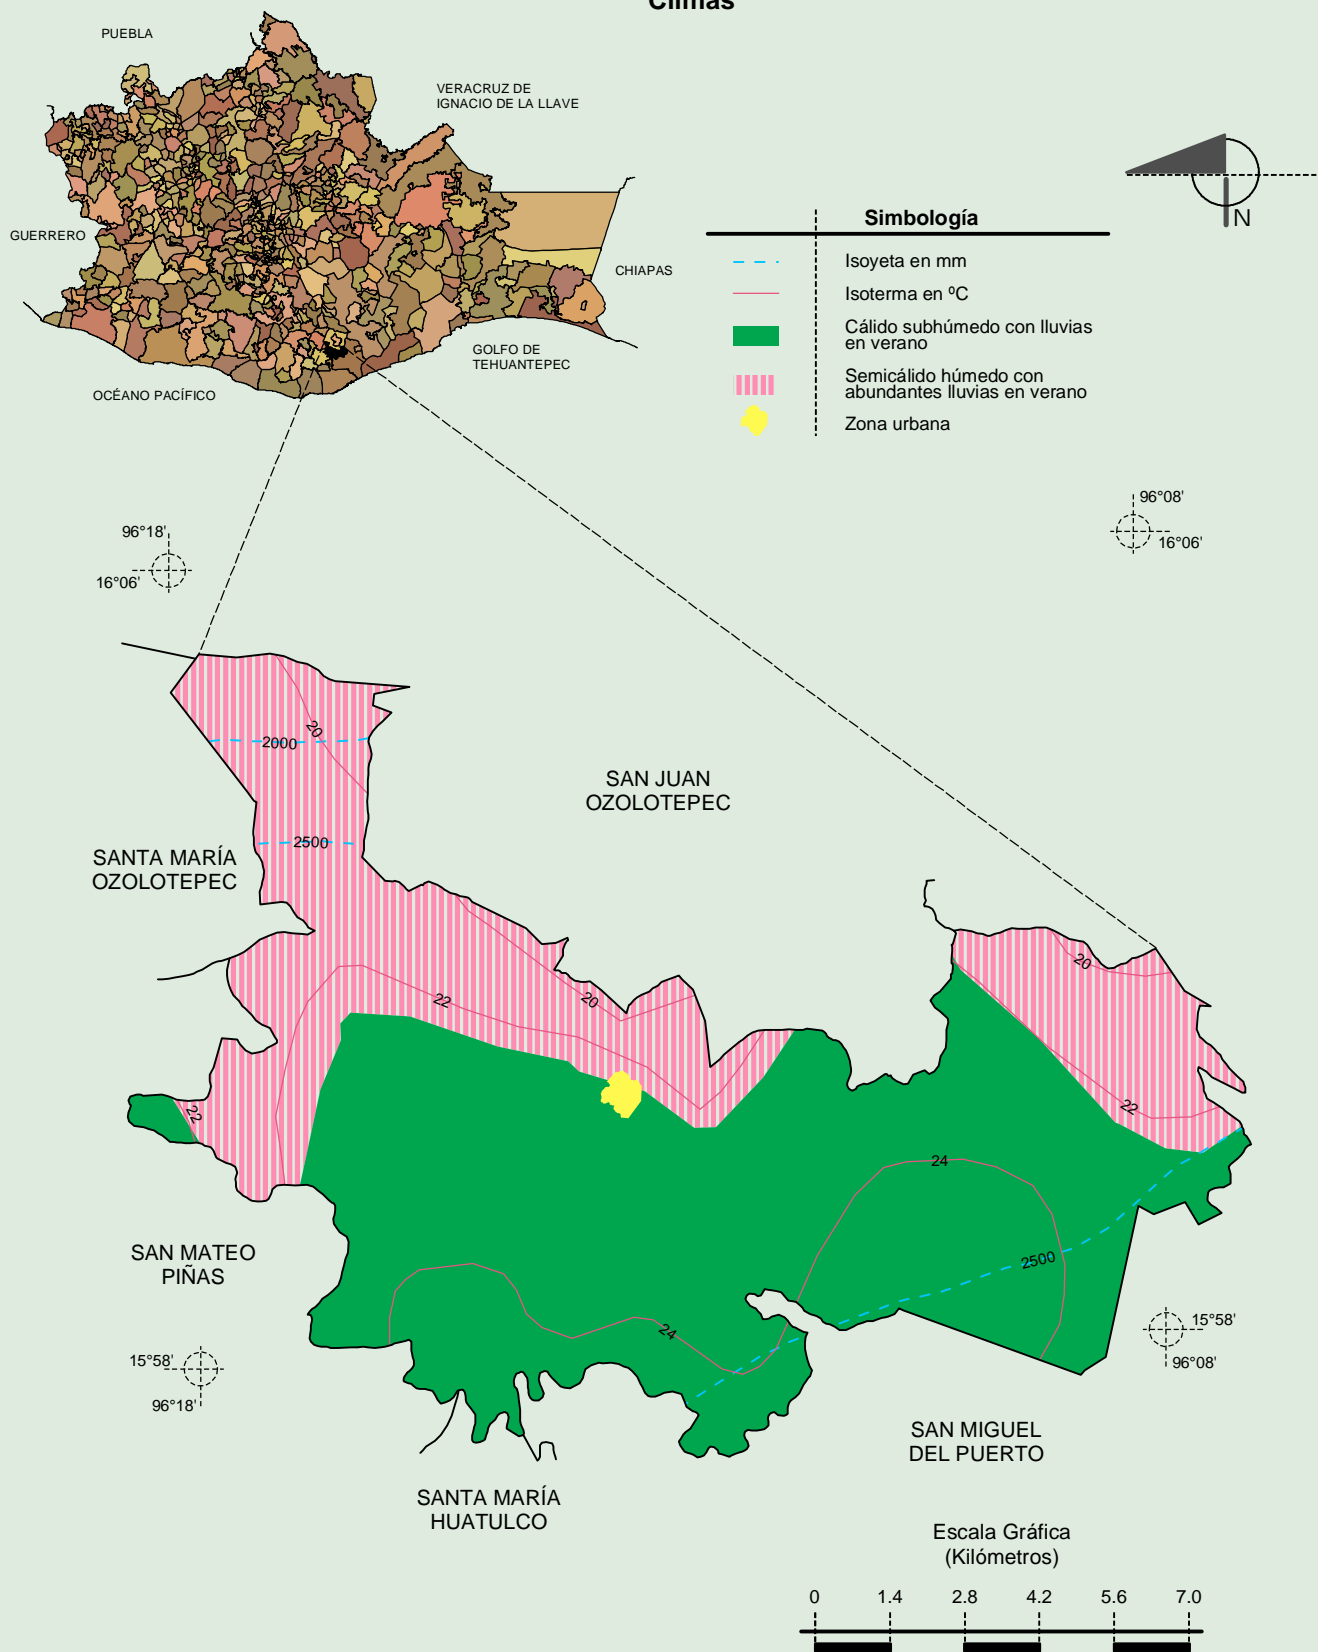 Climas
PUEBLA
VERACRUZ DE
IGNACIO DE LA LLAVE
GUERRERO
CHIAPAS
GOLFO DE
TEHUANTEPEC
OCÉANO PACÍFICO
N
Simbología
Isoyeta en mm
Isoterma en ºC
Cálido subhúmedo con lluvias
en verano
Semicálido húmedo con
abundantes lluvias en verano
Zona urbana
96°18'
16°06'
96°08'
16°06'
20
2000
2500
SAN JUAN
OZOLOTEPEC
SANTA MARÍA
OZOLOTEPEC
20
22
20
22
22
24
2500
24
SAN MATEO
PIÑAS
15°58'
96°18'
15°58'
96°08'
SAN MIGUEL
DEL PUERTO
SANTA MARÍA
HUATULCO
Escala Gráfica
(Kilómetros)
0 1.4 2.8 4.2 5.6 7.0